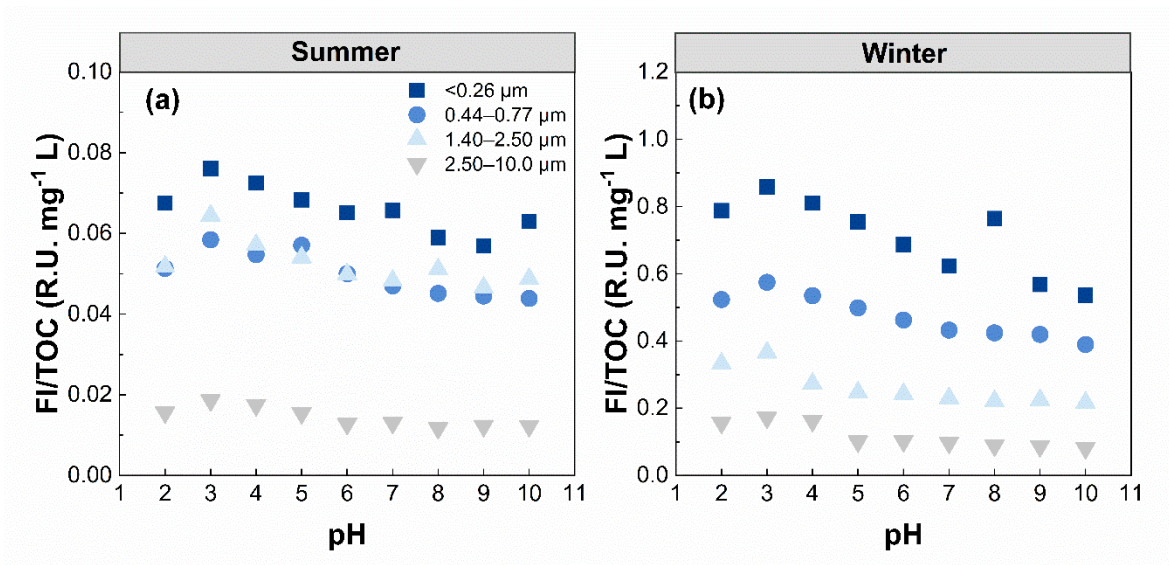 Summer
(a)
<0.26 µm
0.44–0.77 µm
1.40–2.50 µm
2.50–10.0 µm
0.10
0.08
0.06
0.04
0.02
0.00
FI/TOC (R.U. mg⁻¹ L)
1 2 3 4 5 6 7 8 9 10 11
pH
Winter
(b)
1.2
1.0
0.8
0.6
0.4
0.2
0.0
FI/TOC (R.U. mg⁻¹ L)
1 2 3 4 5 6 7 8 9 10 11
pH